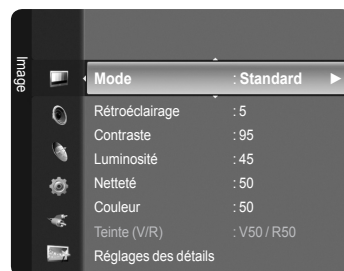 Image
Mode : Standard ►
Rétroéclairage : 5
Contraste : 95
Luminosité : 45
Netteté : 50
Couleur : 50
Teinte (V/R) : V50 / R50
Réglages des détails